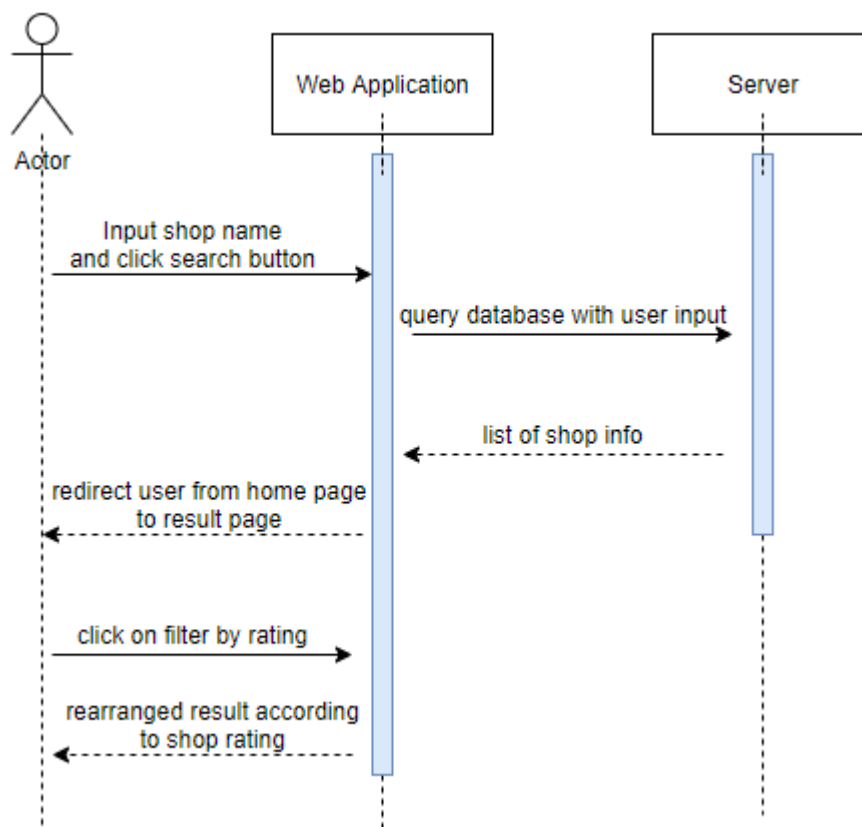 Web Application
Server
Actor
Input shop name
and click search button
query database with user input
list of shop info
redirect user from home page
to result page
click on filter by rating
rearranged result according
to shop rating